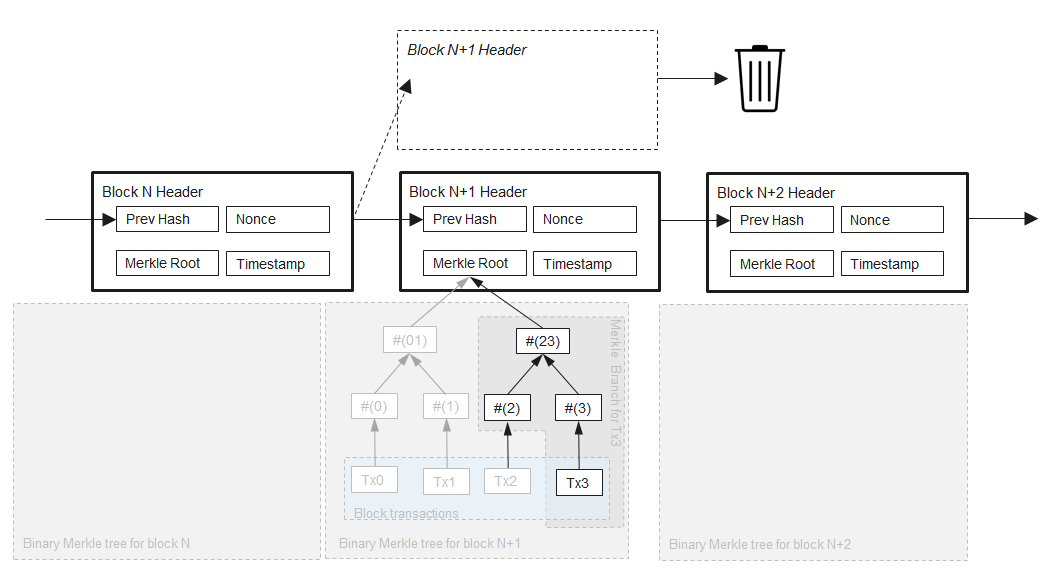 Block N+1 Header
Block N Header
Prev Hash
Nonce
Merkle Root
Timestamp
Block N+1 Header
Prev Hash
Nonce
Merkle Root
Timestamp
Block N+2 Header
Prev Hash
Nonce
Merkle Root
Timestamp
#(01)
#(23)
#(0)
#(1)
#(2)
#(3)
Tx0
Tx1
Tx2
Tx3
Block transactions
Merkle Branch for Tx3
Binary Merkle tree for block N
Binary Merkle tree for block N+1
Binary Merkle tree for block N+2